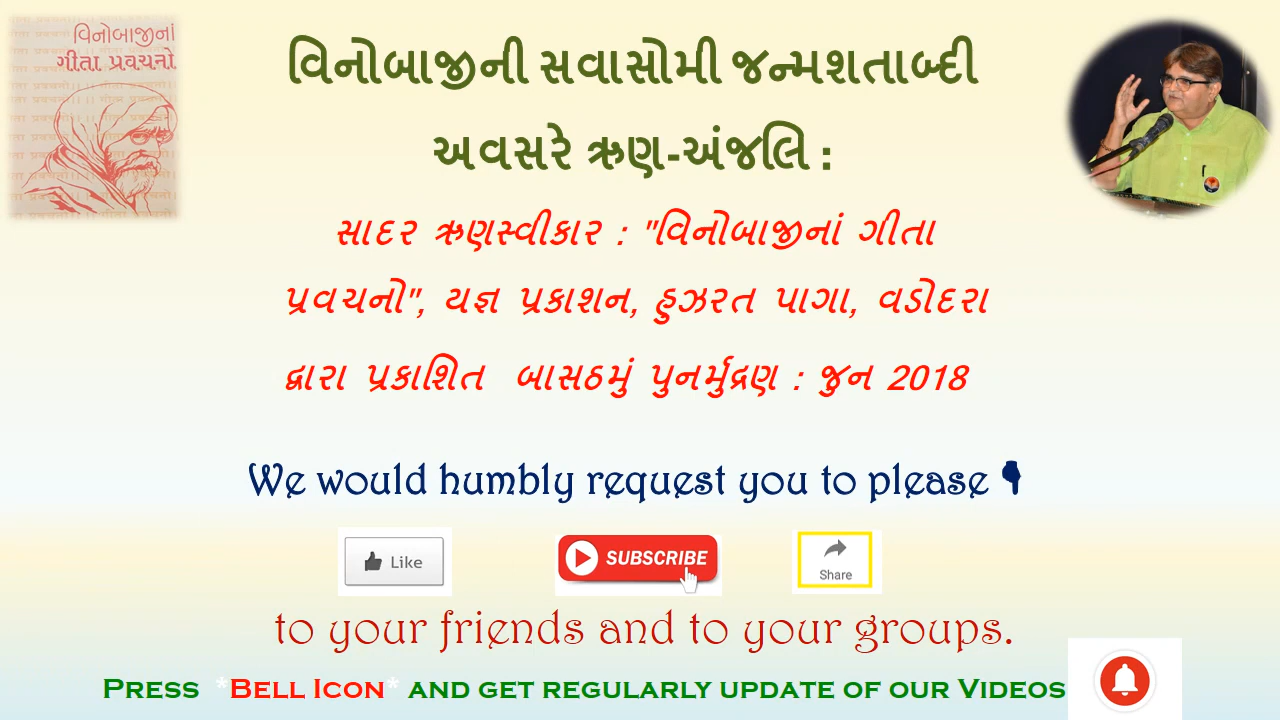 વિનોબાજીનાં
ગીતા પ્રવચનો
વિનોબાજીની સવાસોમી જન્મશતાબ્દી
અવસરે ઋણ-અંજલિ :
સાદર ઋણસ્વીકાર : "વિનોબાજીનાં ગીતા
પ્રવચનો", યજ્ઞ પ્રકાશન, હુઝરત પાગા, વડોદરા
દ્વારા પ્રકાશિત બાસઠમું પુનર્મુદ્રણ : જુન 2018
We would humbly request you to please 👇
Like
SUBSCRIBE
Share
to your friends and to your groups.
Press *Bell Icon* and get regularly update of our Videos